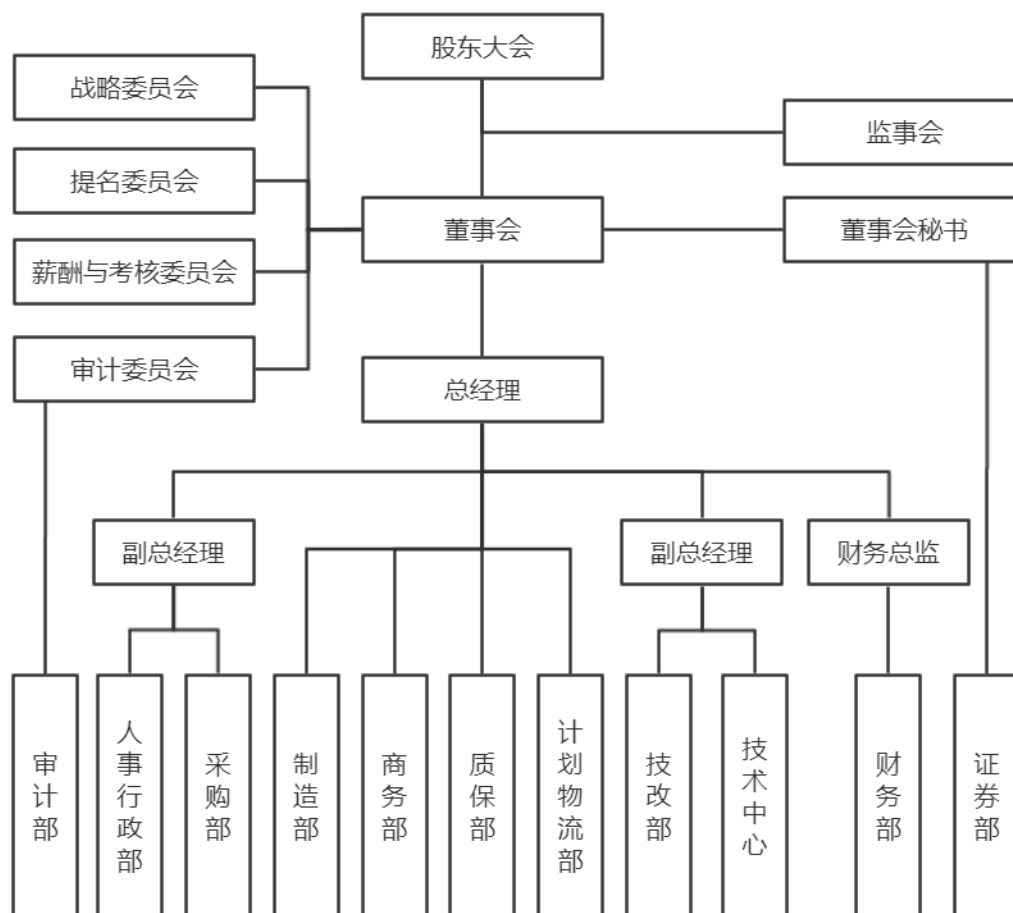 股东大会
战略委员会
监事会
提名委员会
董事会
董事会秘书
薪酬与考核委员会
审计委员会
总经理
副总经理
副总经理
财务总监
审计部
人事行政部
采购部
制造部
商务部
质保部
计划物流部
技改部
技术中心
财务部
证券部